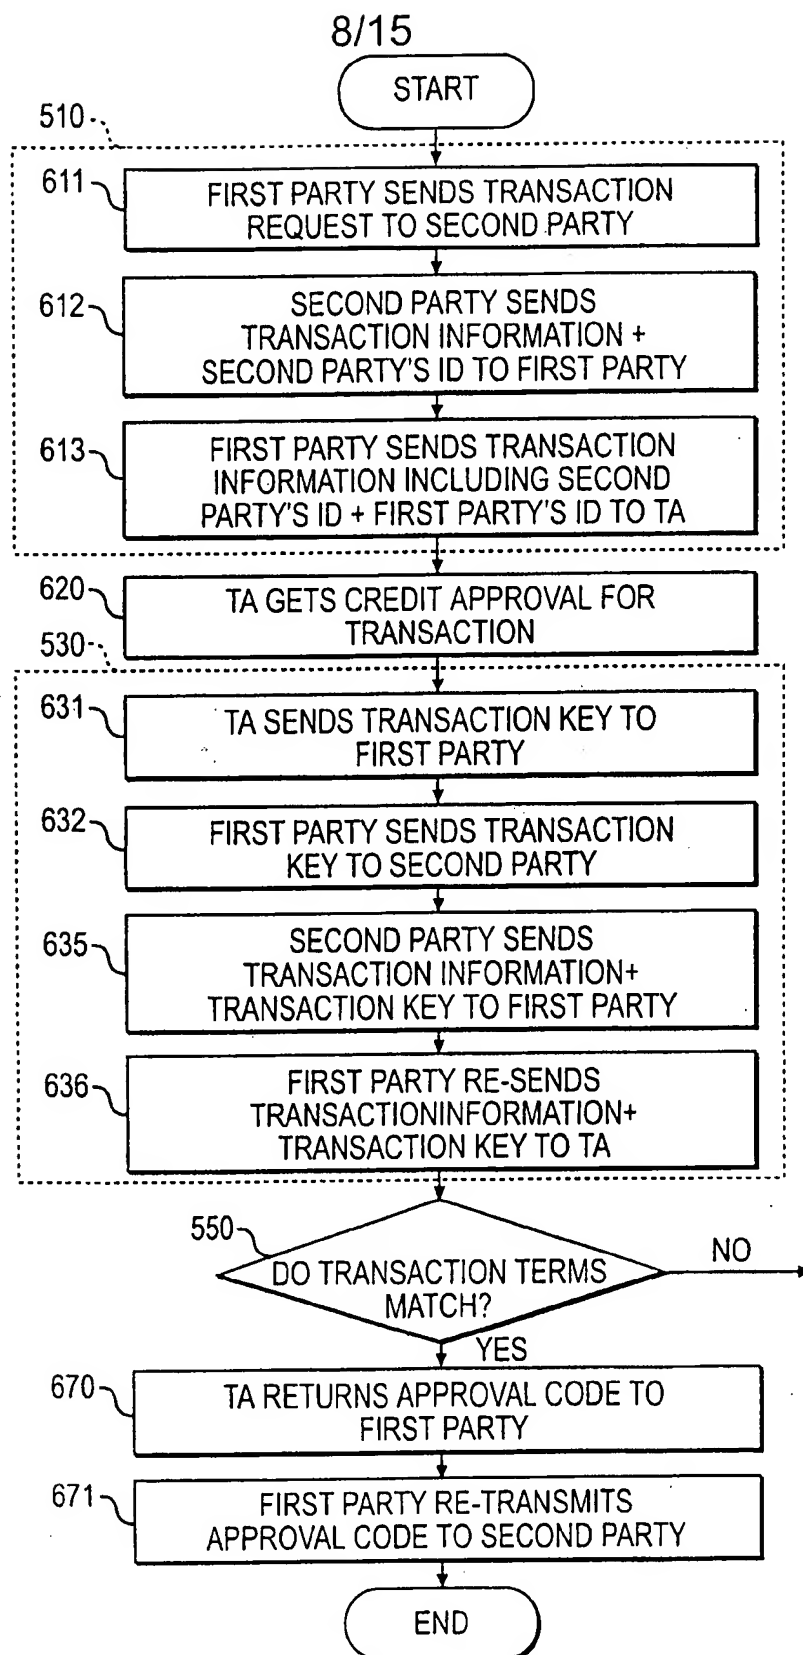 8/15
START
510
611
FIRST PARTY SENDS TRANSACTION
REQUEST TO SECOND PARTY
612
SECOND PARTY SENDS
TRANSACTION INFORMATION +
SECOND PARTY'S ID TO FIRST PARTY
613
FIRST PARTY SENDS TRANSACTION
INFORMATION INCLUDING SECOND
PARTY'S ID + FIRST PARTY'S ID TO TA
620
TA GETS CREDIT APPROVAL FOR
TRANSACTION
530
631
TA SENDS TRANSACTION KEY TO
FIRST PARTY
632
FIRST PARTY SENDS TRANSACTION
KEY TO SECOND PARTY
635
SECOND PARTY SENDS
TRANSACTION INFORMATION+
TRANSACTION KEY TO FIRST PARTY
636
FIRST PARTY RE-SENDS
TRANSACTIONINFORMATION+
TRANSACTION KEY TO TA
550
DO TRANSACTION TERMS
MATCH?
NO
YES
670
TA RETURNS APPROVAL CODE TO
FIRST PARTY
671
FIRST PARTY RE-TRANSMITS
APPROVAL CODE TO SECOND PARTY
END